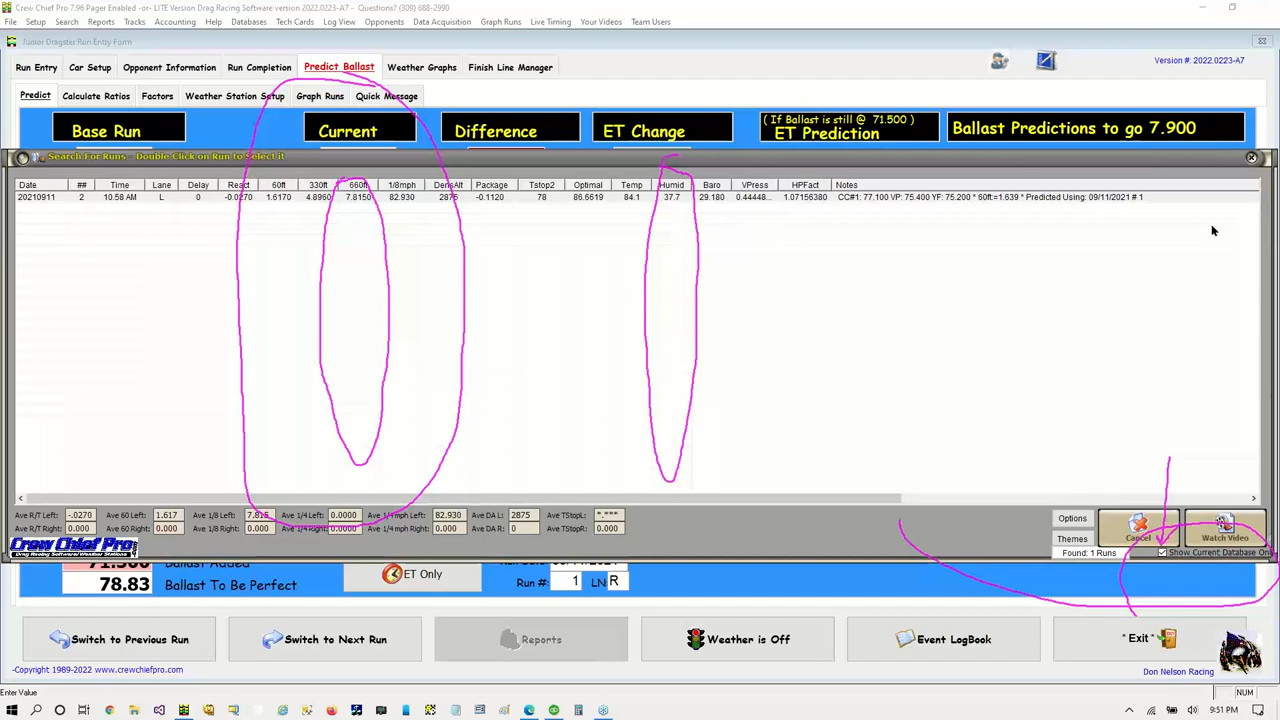 Crew Chief Pro 7.96 Pager Enabled -or- LITE Version Drag Racing Software version 2022.0223-A7 - Questions? (309) 688-2990
File Setup Search Reports Tracks Accounting Help Databases Tech Cards Log View Opponents Data Acquisition Graph Runs Live Timing Your Videos Team Users
Junior Dragster Run Entry Form
Run Entry Car Setup Opponent Information Run Completion Predict Ballast Weather Graphs Finish Line Manager
Version #: 2022.0223-A7
Predict Calculate Ratios Factors Weather Station Setup Graph Runs Quick Message
Base Run Current Difference ET Change
( If Ballast is still @ 71.500 )
ET Prediction
Ballast Predictions to go 7.900
Search For Runs - Double Click on Run to Select it
Date ## Time Lane Delay React 60ft 330ft 660ft 1/8mph DensAlt Package Tstop2 Optimal Temp Humid Baro VPress HPFact Notes
20210911 2 10:58 AM L 0 -0.0270 1.6170 4.8960 7.8150 82.930 2875 -0.1120 78 86.6619 84.1 37.7 29.180 0.44448... 1.07156380 CC#1: 77.100 VP: 75.400 YF: 75.200 * 60ft:=1.639 * Predicted Using: 09/11/2021 # 1
Ave R/T Left: -.0270 Ave 60 Left: 1.617 Ave 1/8 Left: 7.815 Ave 1/4 Left: 0.0000 Ave 1/4mph Left: 82.930 Ave DA L: 2875 Ave TStopL: *.***
Ave R/T Right: 0.000 Ave 60 Right: 0.000 Ave 1/8 Right: 0.000 Ave 1/4 Right: 0.0000 Ave 1/4 mph Right: 0.000 Ave DA R: 0 Ave TStopR: 0.000
Options
Themes
Cancel
Watch Video
Found: 1 Runs
Show Current Database On
Crew Chief Pro
Drag Racing Software/Weather Stations
71.500 Ballast Added
78.83 Ballast To Be Perfect
ET Only
Run #: 1 LN: R
Switch to Previous Run
Switch to Next Run
Reports
Weather is Off
Event LogBook
* Exit *
-Copyright 1989-2022 www.crewchiefpro.com
Don Nelson Racing
Enter Value
NUM
9:51 PM